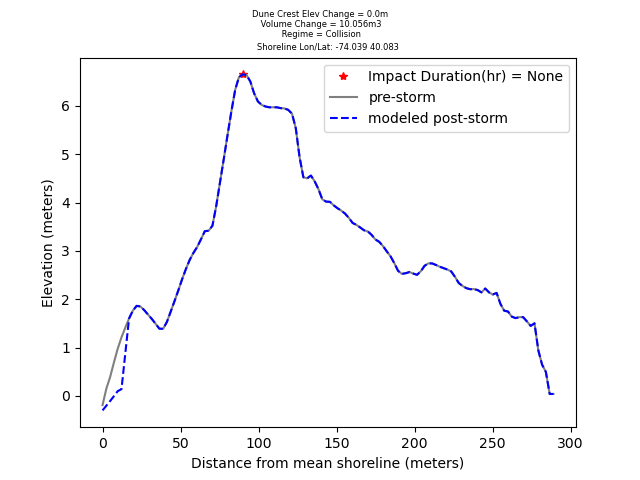 Dune Crest Elev Change = 0.0m
Volume Change = 10.056m3
Regime = Collision
Shoreline Lon/Lat: -74.039 40.083
Impact Duration(hr) = None
pre-storm
modeled post-storm
Elevation (meters)
6
5
4
3
2
1
0
0 50 100 150 200 250 300
Distance from mean shoreline (meters)